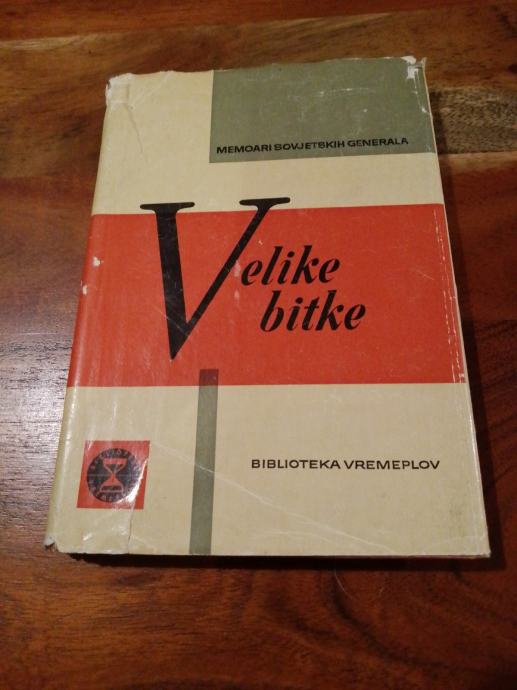 MEMOARI SOVJETSKIH GENERALA
Velike
bitke
BIBLIOTEKA VREMEPLOV